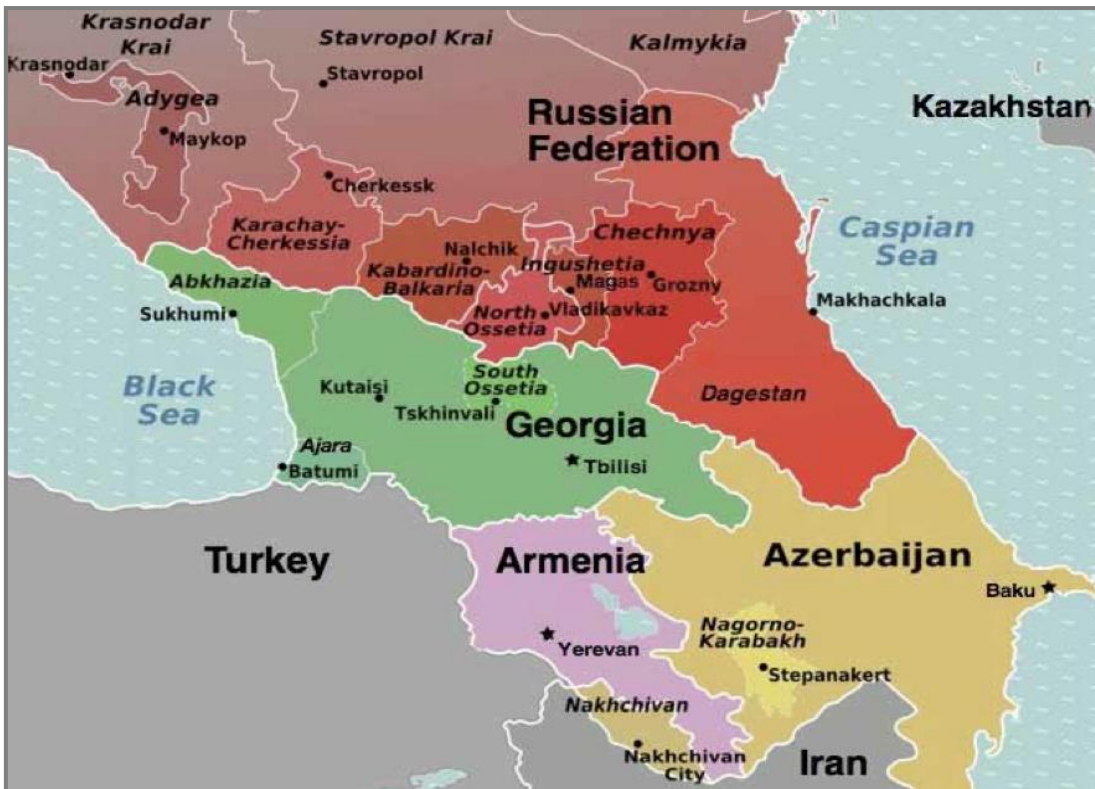 Krasnodar
Krai
Stavropol Krai
Kalmykia
Krasnodar
Stavropol
Adygea
Maykop
Russian
Federation
Kazakhstan
Cherkessk
Karachay-
Cherkessia
Chechnya
Nalchik
Ingushetia
Kabardino-
Balkaria
Magas
Grozny
Caspian
Sea
Abkhazia
Sukhumi
North
Ossetia
Vladikavkaz
Makhachkala
Black
Sea
South
Ossetia
Kutaisi
Tskhinvali
Dagestan
Georgia
Ajara
Batumi
Tbilisi
Turkey
Armenia
Azerbaijan
Baku
Nagorno-
Karabakh
Yerevan
Stepanakert
Nakhchivan
Nakhchivan
City
Iran